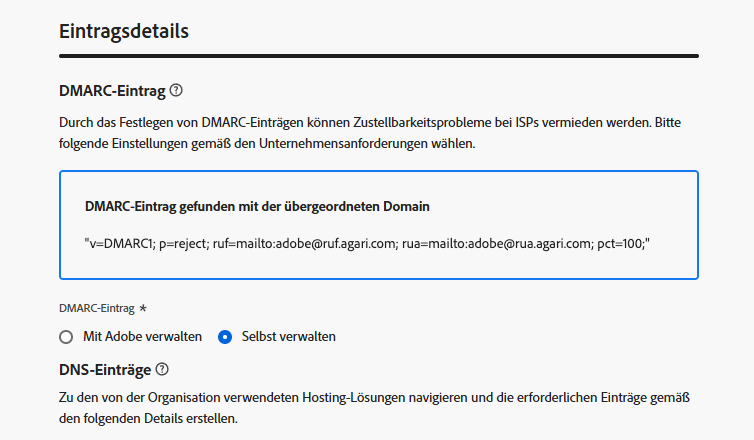 Eintragsdetails
DMARC-Eintrag
Durch das Festlegen von DMARC-Einträgen können Zustellbarkeitsprobleme bei ISPs vermieden werden. Bitte
folgende Einstellungen gemäß den Unternehmensanforderungen wählen.
DMARC-Eintrag gefunden mit der übergeordneten Domain
"v=DMARC1; p=reject; ruf=mailto:adobe@ruf.agari.com; rua=mailto:adobe@rua.agari.com; pct=100;"
DMARC-Eintrag *
Mit Adobe verwalten Selbst verwalten
DNS-Einträge
Zu den von der Organisation verwendeten Hosting-Lösungen navigieren und die erforderlichen Einträge gemäß
den folgenden Details erstellen.